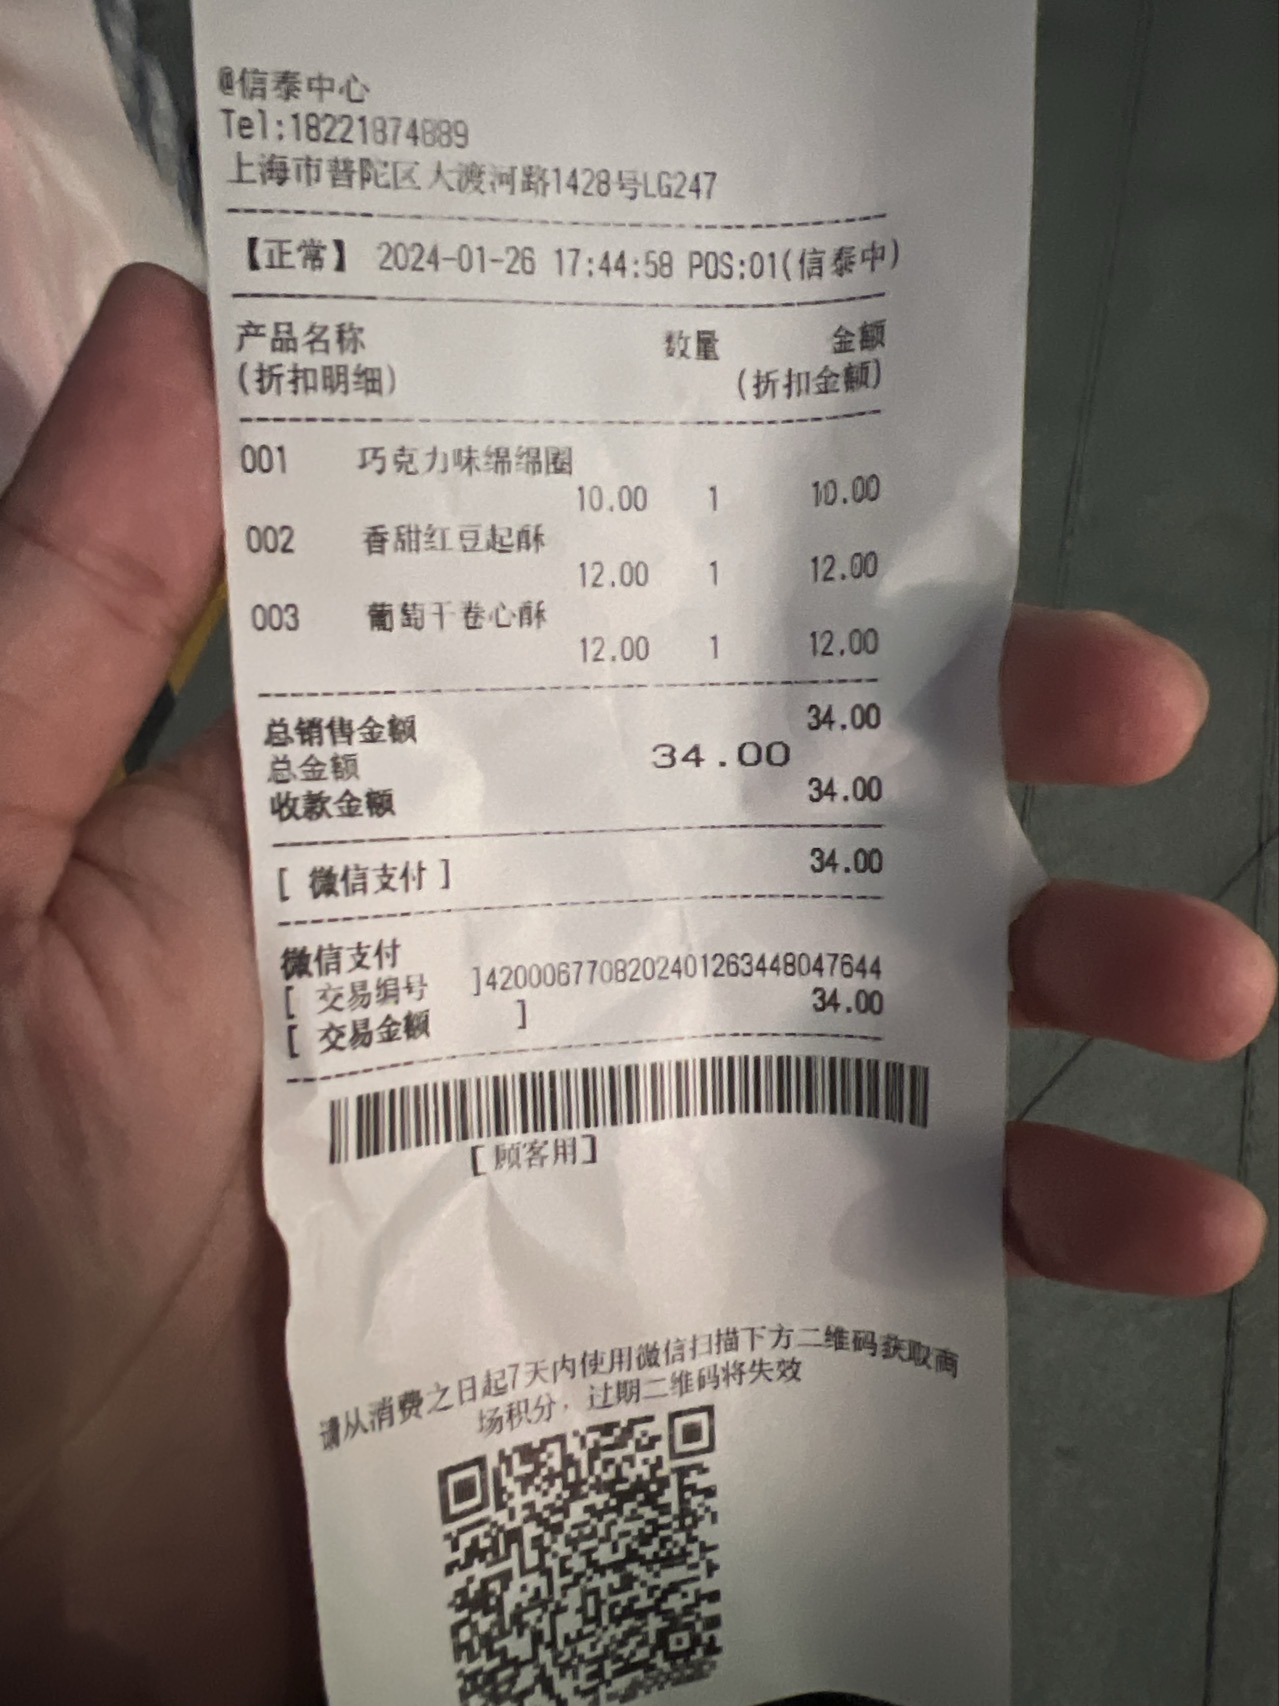 @信泰中心
Tel:18221874889
上海市普陀区大渡河路1428号LG247
【正常】 2024-01-26 17:44:58 POS:01(信泰中)
产品名称 数量 金额
(折扣明细) (折扣金额)
001 巧克力味绵绵圈
10.00 1 10.00
002 香甜红豆起酥
12.00 1 12.00
003 葡萄干卷心酥
12.00 1 12.00
总销售金额 34.00
总金额 34.00
收款金额 34.00
[ 微信支付 ] 34.00
微信支付
[ 交易编号 ]4200067708202401263448047644
[ 交易金额 ] 34.00
[顾客用]
请从消费之日起7天内使用微信扫描下方二维码获取商
场积分，过期二维码将失效